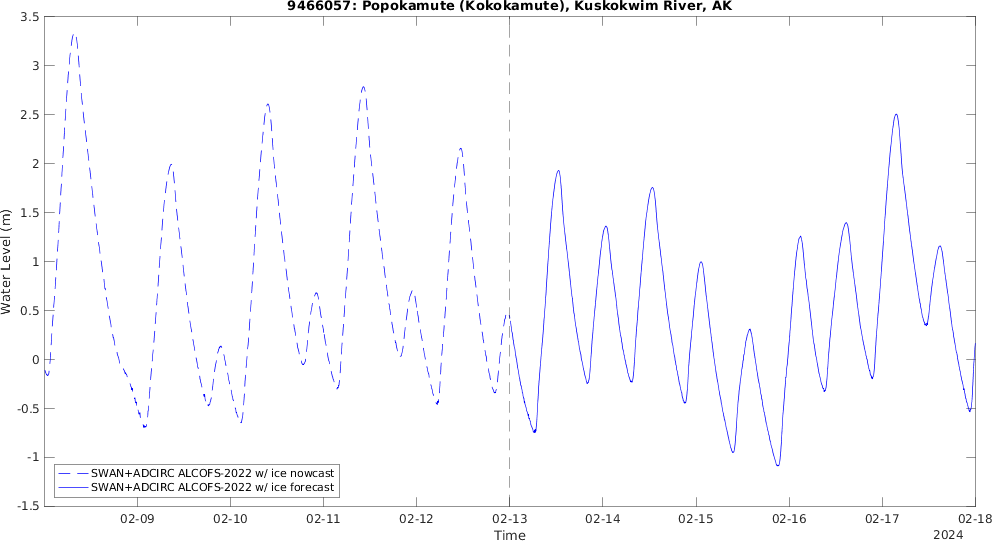 9466057: Popokamute (Kokokamute), Kuskokwim River, AK
3.5
3
2.5
2
1.5
1
0.5
0
-0.5
-1
-1.5
Water Level (m)
SWAN+ADCIRC ALCOFS-2022 w/ ice nowcast
SWAN+ADCIRC ALCOFS-2022 w/ ice forecast
02-09 02-10 02-11 02-12 02-13 02-14 02-15 02-16 02-17 02-18
Time
2024